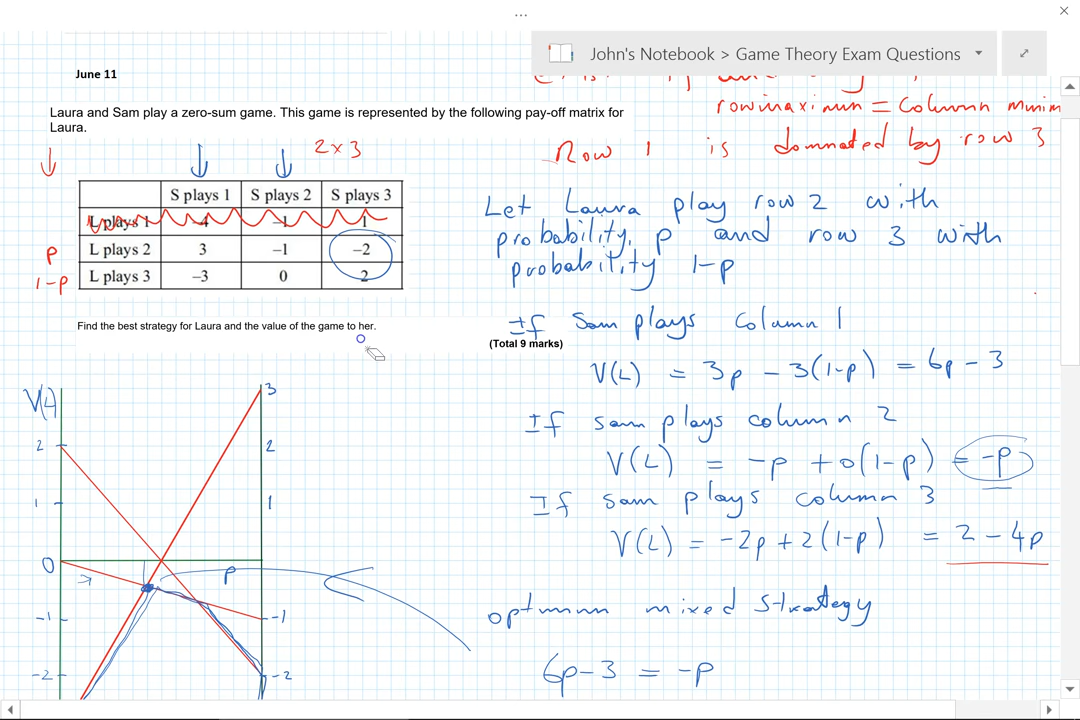 John's Notebook > Game Theory Exam Questions
June 11
Laura and Sam play a zero-sum game. This game is represented by the following pay-off matrix for
Laura.
2 x 3
S plays 1 S plays 2 S plays 3
L plays 1 -4 -1 1
p L plays 2 3 -1 -2
1-p L plays 3 -3 0 2
Find the best strategy for Laura and the value of the game to her.
(Total 9 marks)
V(L)
3
2 2
1 1
0
p
-1 -1
-2 -2
row maximum = column minim
Row 1 is domnated by row 3
Let Laura play row 2 with
probability p and row 3 with
probability 1-p
If Sam plays column 1
V(L) = 3p - 3(1-p) = 6p - 3
If sam plays column 2
V(L) = -p + 0(1-p) = -p
If sam plays column 3
V(L) = -2p + 2(1-p) = 2 - 4p
optimum mixed strategy
6p - 3 = -p